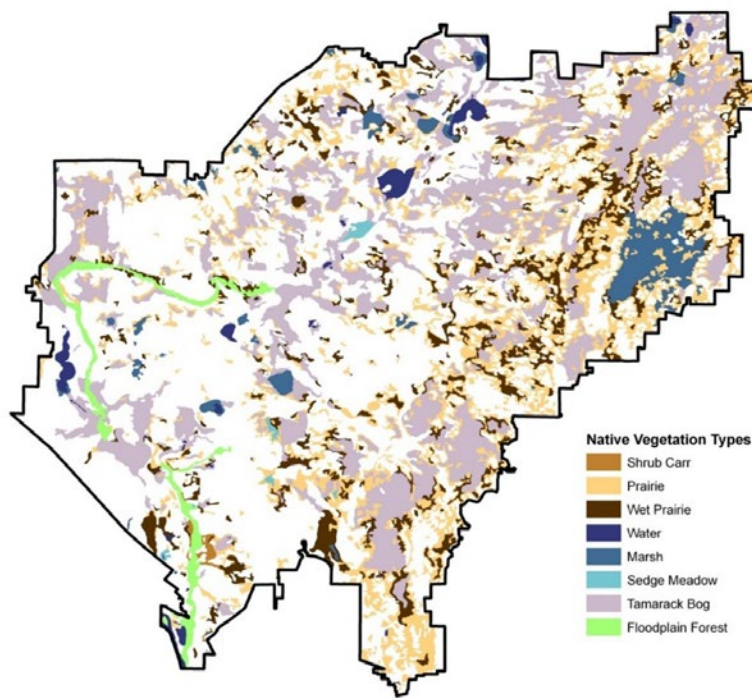 Native Vegetation Types
Shrub Carr
Prairie
Wet Prairie
Water
Marsh
Sedge Meadow
Tamarack Bog
Floodplain Forest